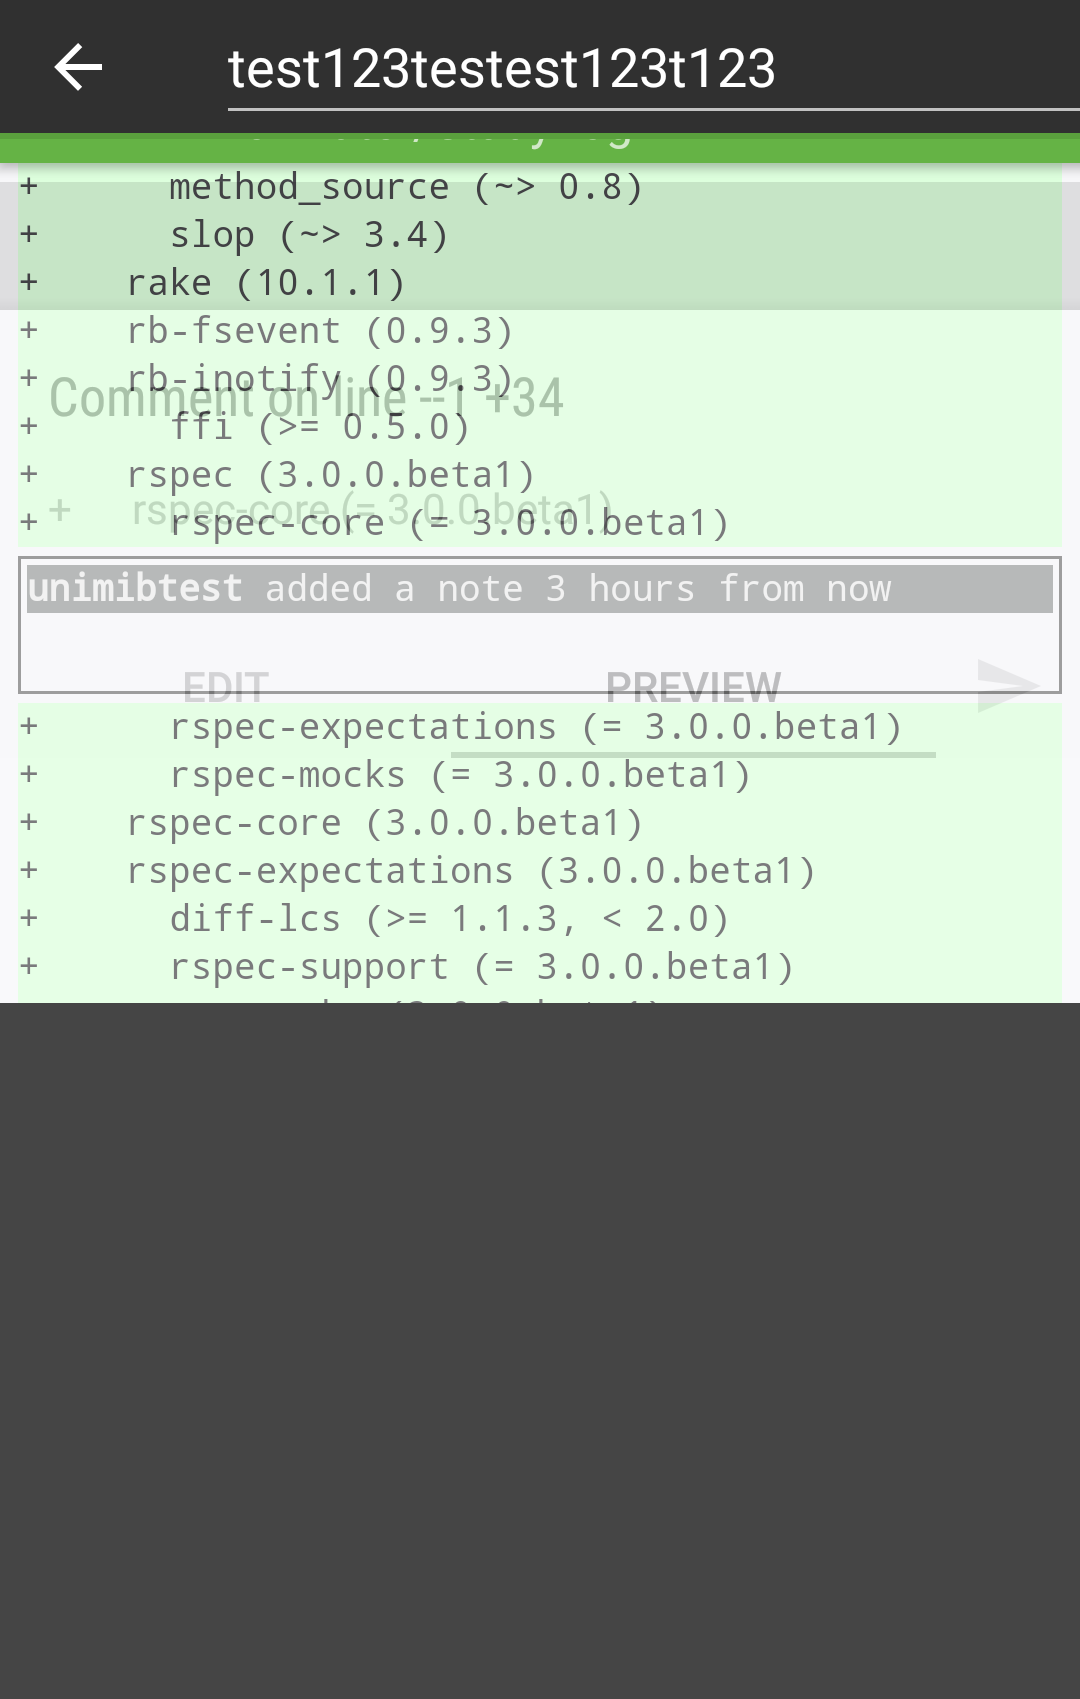 test123testest123t123
+ method_source (~> 0.8)
+ slop (~> 3.4)
+ rake (10.1.1)
+ rb-fsevent (0.9.3)
+ rb-inotify (0.9.3)
Comment on line --1 +34
+ ffi (>= 0.5.0)
+ rspec (3.0.0.beta1)
+ rspec-core (= 3.0.0.beta1)
+ rspec-core (= 3.0.0.beta1)
unimibtest added a note 3 hours from now
EDIT PREVIEW
+ rspec-expectations (= 3.0.0.beta1)
+ rspec-mocks (= 3.0.0.beta1)
+ rspec-core (3.0.0.beta1)
+ rspec-expectations (3.0.0.beta1)
+ diff-lcs (>= 1.1.3, < 2.0)
+ rspec-support (= 3.0.0.beta1)